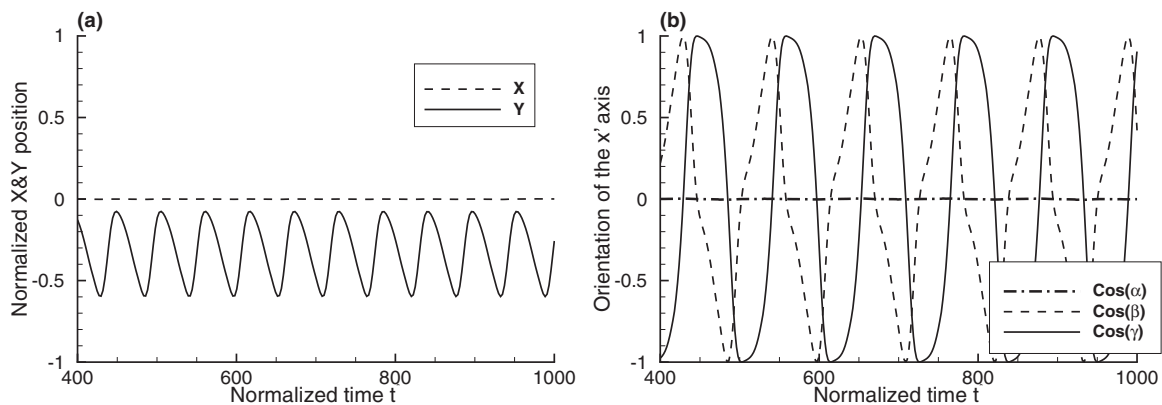 (a)
1
0.5
0
-0.5
-1
400
600
800
1000
Normalized X&Y position
Normalized time t
X
Y
(b)
1
0.5
0
-0.5
-1
400
600
800
1000
Orientation of the x' axis
Normalized time t
Cos(α)
Cos(β)
Cos(γ)